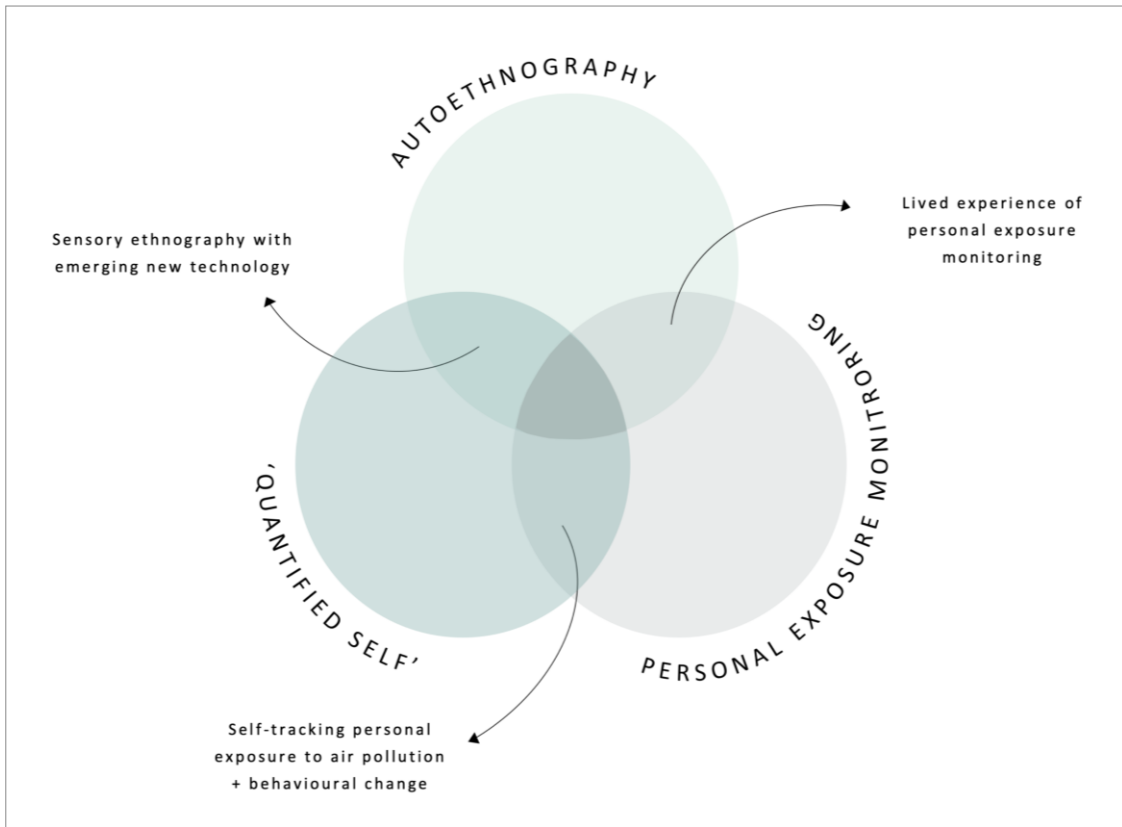 AUTOETHNOGRAPHY
Sensory ethnography with
emerging new technology
Lived experience of
personal exposure
monitoring
PERSONAL EXPOSURE MONITRORING
‘QUANTIFIED SELF’
Self-tracking personal
exposure to air pollution
+ behavioural change